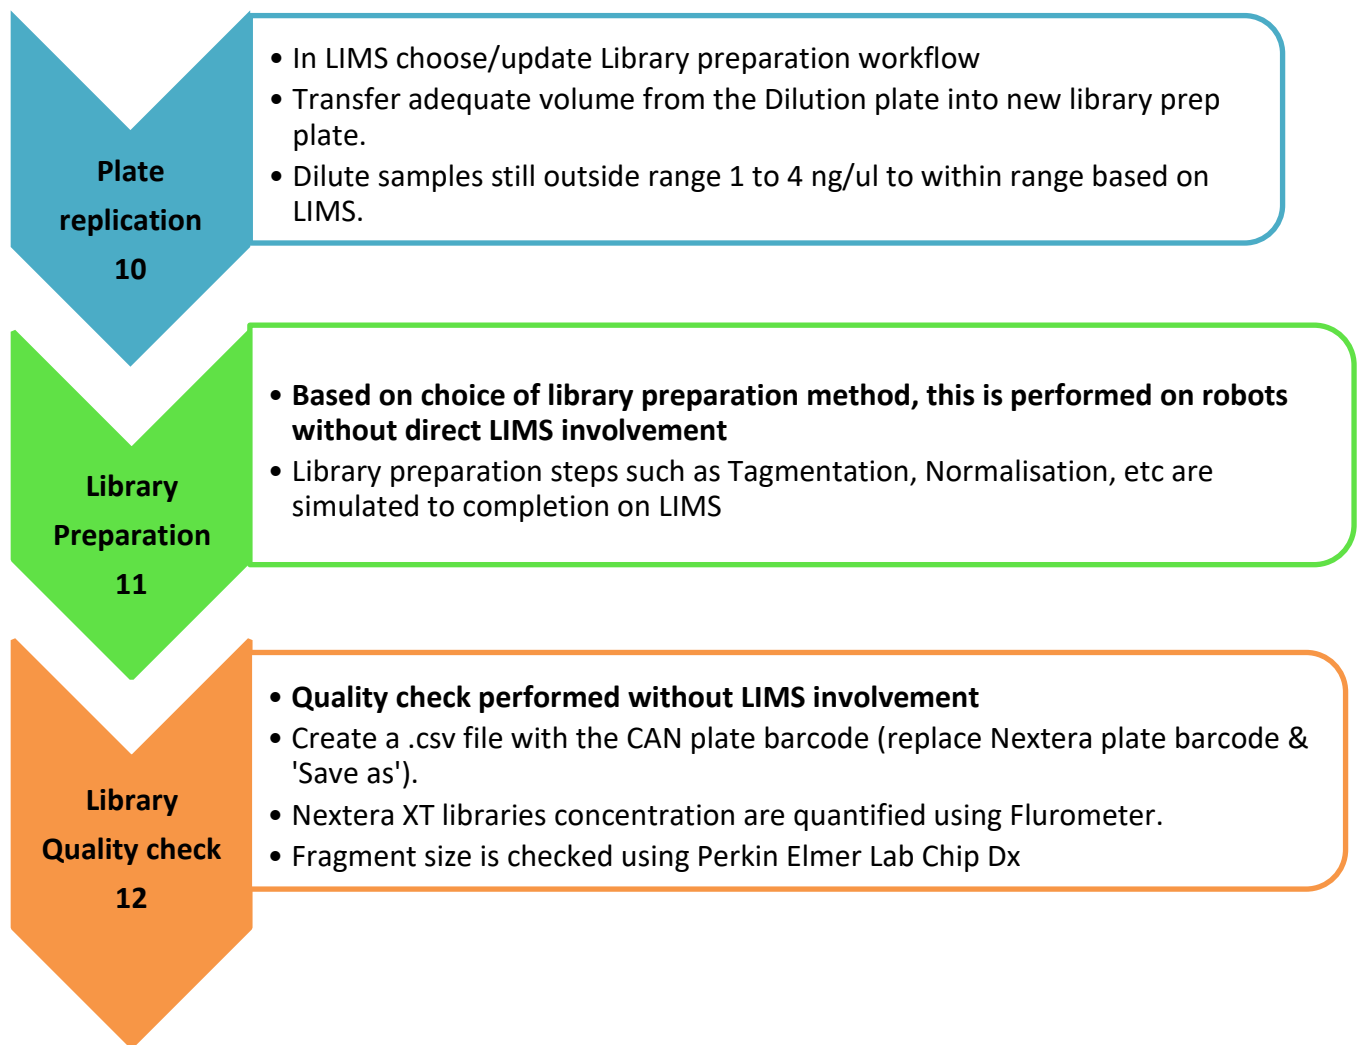 Plate
replication
10
• In LIMS choose/update Library preparation workflow
• Transfer adequate volume from the Dilution plate into new library prep
plate.
• Dilute samples still outside range 1 to 4 ng/ul to within range based on
LIMS.
Library
Preparation
11
• Based on choice of library preparation method, this is performed on robots
without direct LIMS involvement
• Library preparation steps such as Tagmentation, Normalisation, etc are
simulated to completion on LIMS
Library
Quality check
12
• Quality check performed without LIMS involvement
• Create a .csv file with the CAN plate barcode (replace Nextera plate barcode &
'Save as').
• Nextera XT libraries concentration are quantified using Flurometer.
• Fragment size is checked using Perkin Elmer Lab Chip Dx